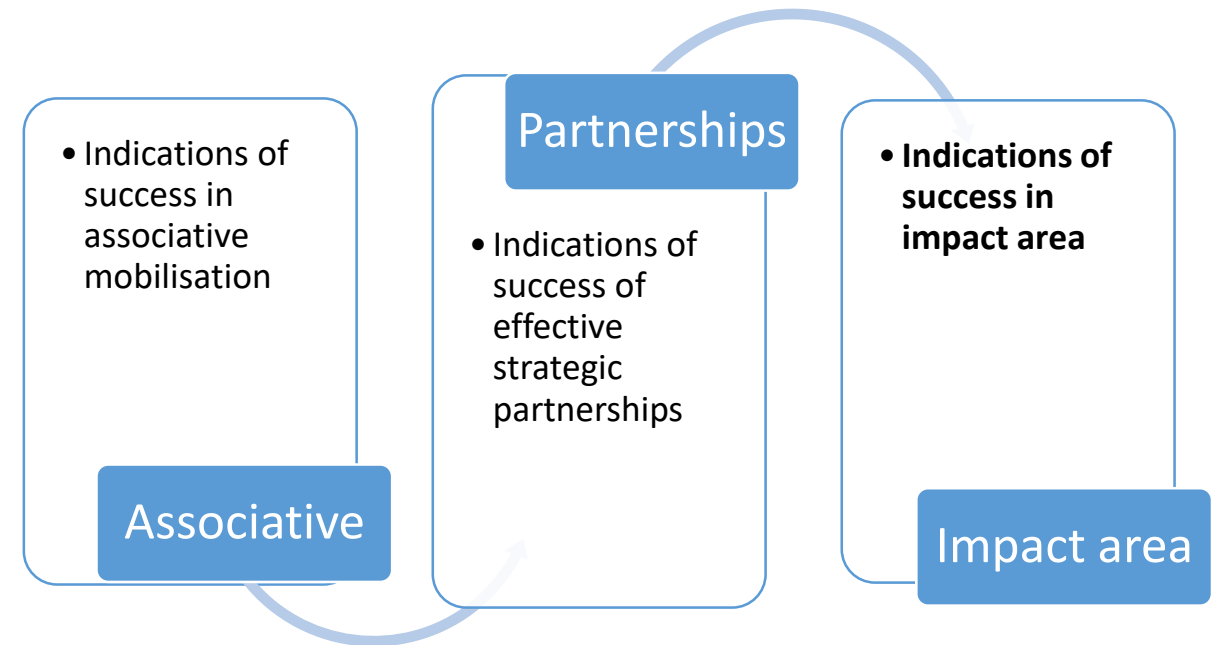 • Indications of
success in
associative
mobilisation
Associative
Partnerships
• Indications of
success of
effective
strategic
partnerships
• Indications of
success in
impact area
Impact area